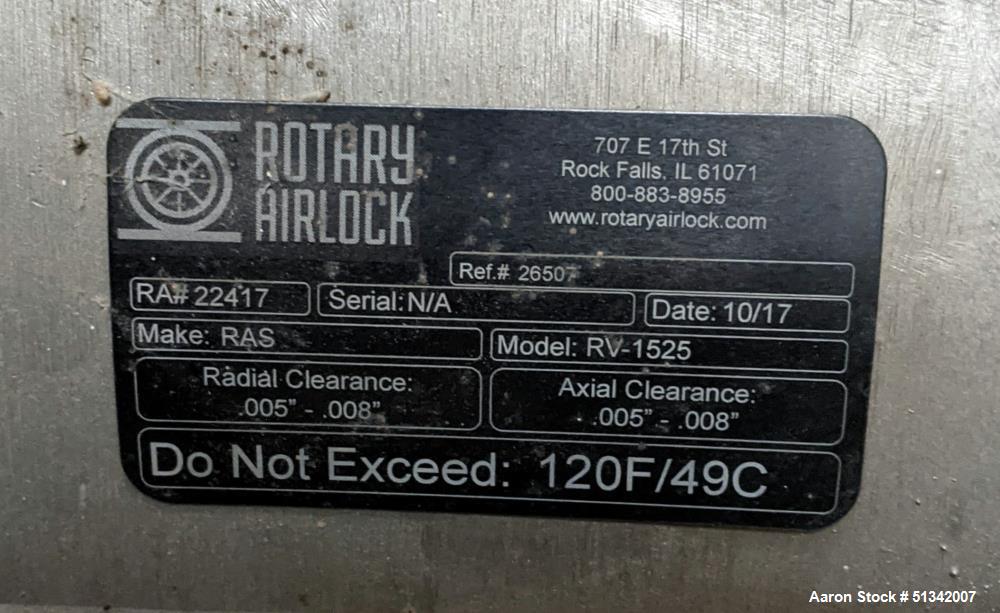 ROTARY
AIRLOCK
707 E 17th St
Rock Falls, IL 61071
800-883-8955
www.rotaryairlock.com
Ref.# 26507
RA# 22417
Serial: N/A
Date: 10/17
Make: RAS
Model: RV-1525
Radial Clearance:
.005" - .008"
Axial Clearance:
.005" - .008"
Do Not Exceed: 120F/49C
Aaron Stock # 51342007